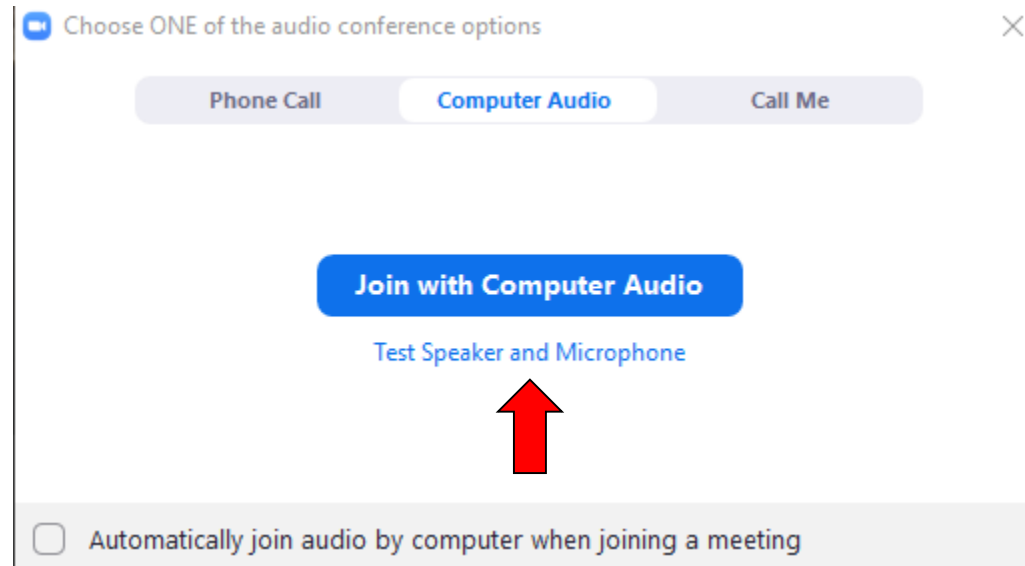 Choose ONE of the audio conference options
Phone Call Computer Audio Call Me
Join with Computer Audio
Test Speaker and Microphone
Automatically join audio by computer when joining a meeting